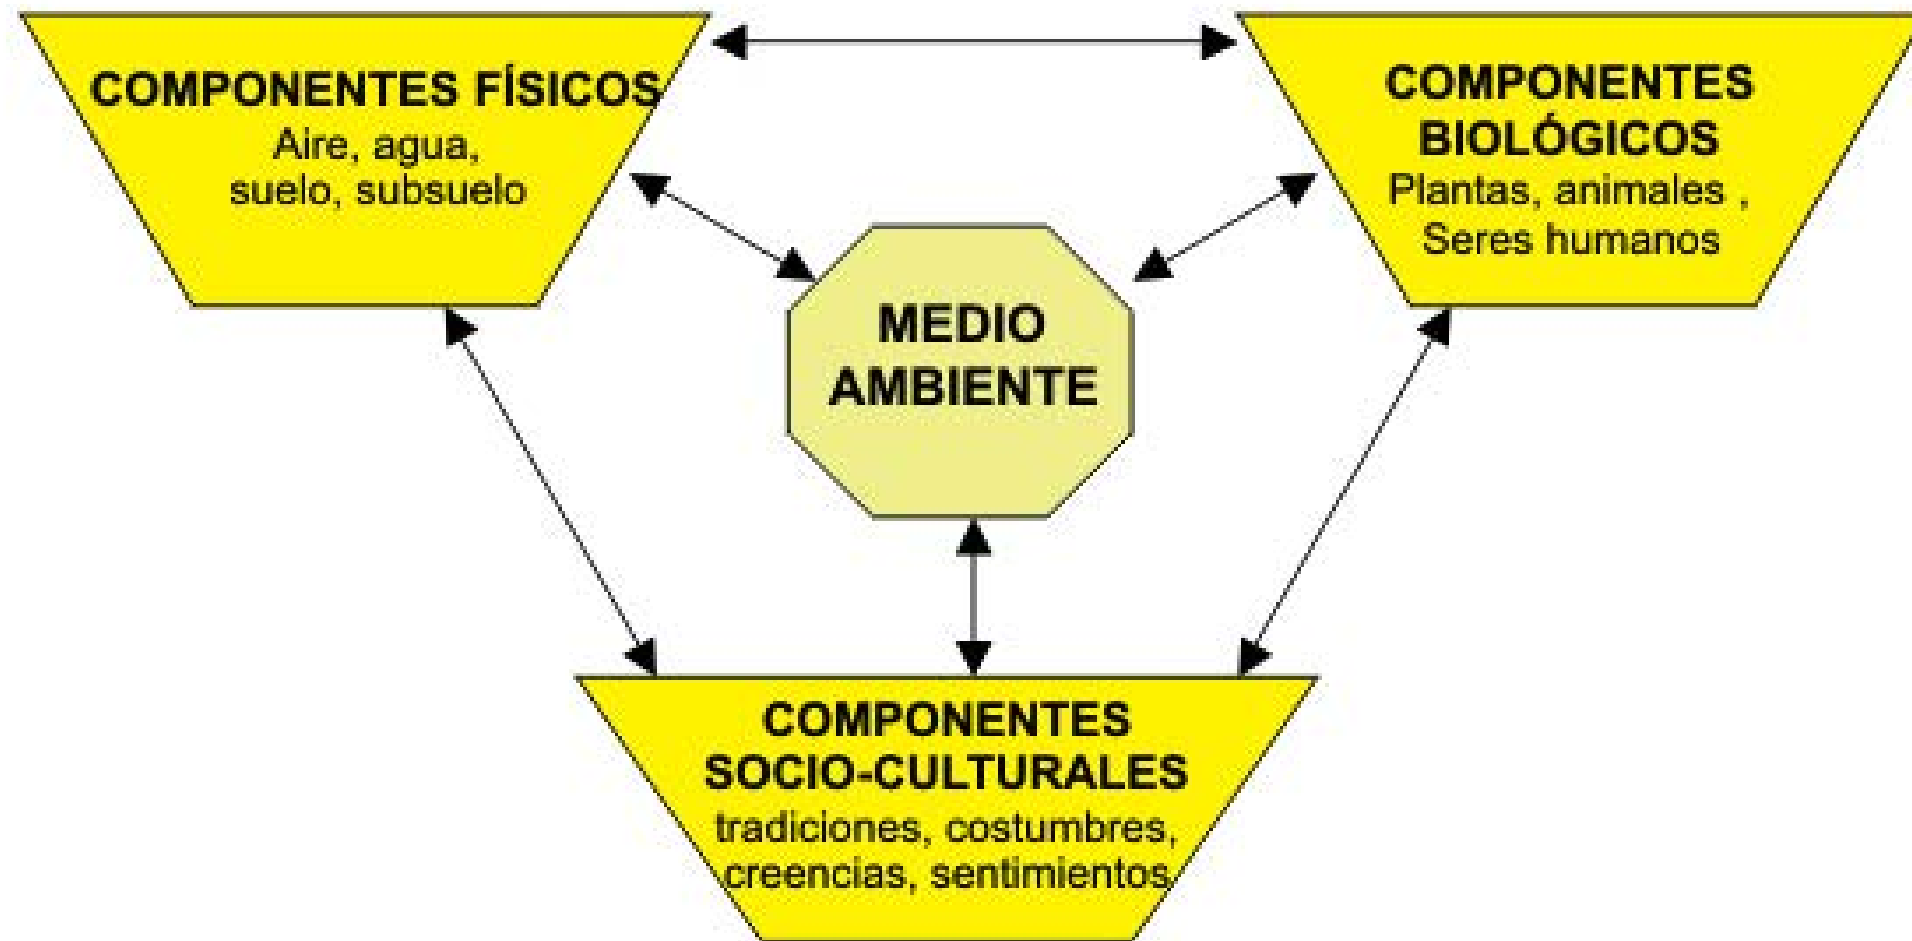 COMPONENTES FÍSICOS
Aire, agua,
suelo, subsuelo
COMPONENTES
BIOLÓGICOS
Plantas, animales ,
Seres humanos
MEDIO
AMBIENTE
COMPONENTES
SOCIO-CULTURALES
tradiciones, costumbres,
creencias, sentimientos